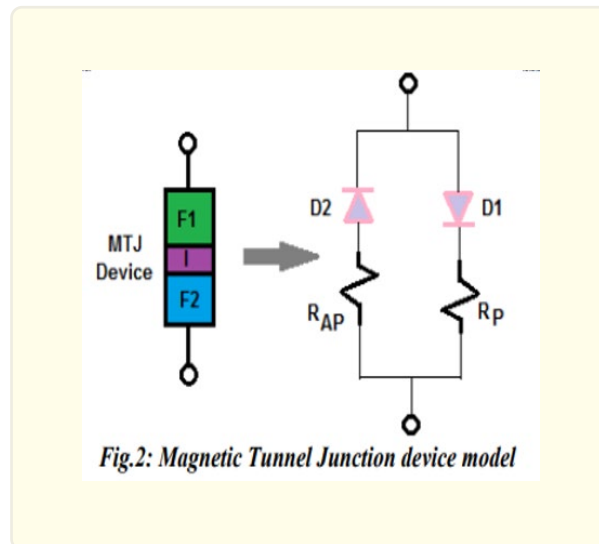 F1
MTJ
Device
I
F2
D2
D1
RAP
RP
Fig.2: Magnetic Tunnel Junction device model